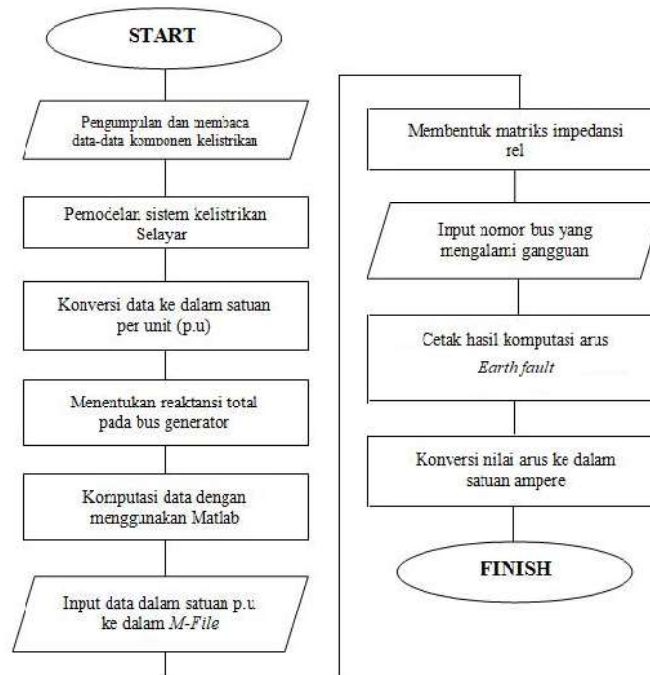 START
Pengumpulan dan membaca
data-data komponen kelistrikan
Pemodelan sistem kelistrikan
Selayar
Konversi data ke dalam satuan
per unit (p.u)
Menentukan reaktansi total
pada bus generator
Komputasi data dengan
menggunakan Matlab
Input data dalam satuan p.u
ke dalam M-File
Membentuk matriks impedansi
rel
Input nomor bus yang
mengalami gangguan
Cetak hasil komputasi arus
Earth fault
Konversi nilai arus ke dalam
satuan ampere
FINISH